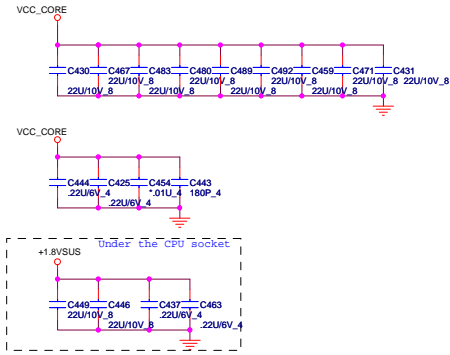 VCC_CORE
C430 C467 C483 C480 C489 C492 C459 C471 C431
22U/10V_8 22U/10V_8 22U/10V_8 22U/10V_8 22U/10V_8
22U/10V_8 22U/10V_8 22U/10V_8 22U/10V_8
VCC_CORE
C444 C425 C454 C443
.22U/6V_4 *.01U_4 180P_4
.22U/6V_4
Under the CPU socket
+1.8VSUS
C449 C446 C437 C463
22U/10V_8 .22U/6V_4
22U/10V_8 .22U/6V_4